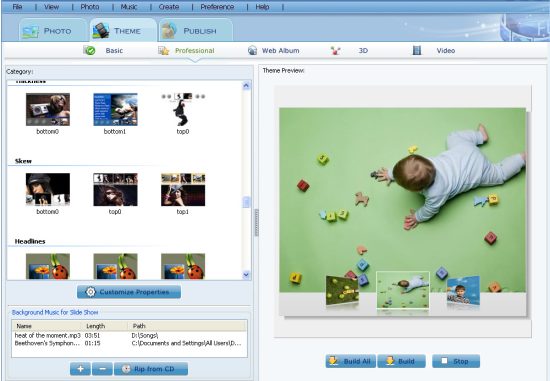 File | View | Photo | Music | Create | Preference | Help |
PHOTO THEME PUBLISH
Basic Professional Web Album 3D Video
Category:
Theme Preview:
Thickness
bottom0 bottom1 top0
Skew
bottom0 top0 top1
Headlines
Customize Properties
Background Music for Slide Show
Name Length Path
heat of the moment.mp3 03:51 D:\Songs\
Beethoven's Symphon... 01:15 C:\Documents and Settings\All Users\D...
+ − Rip from CD
Build All Build Stop